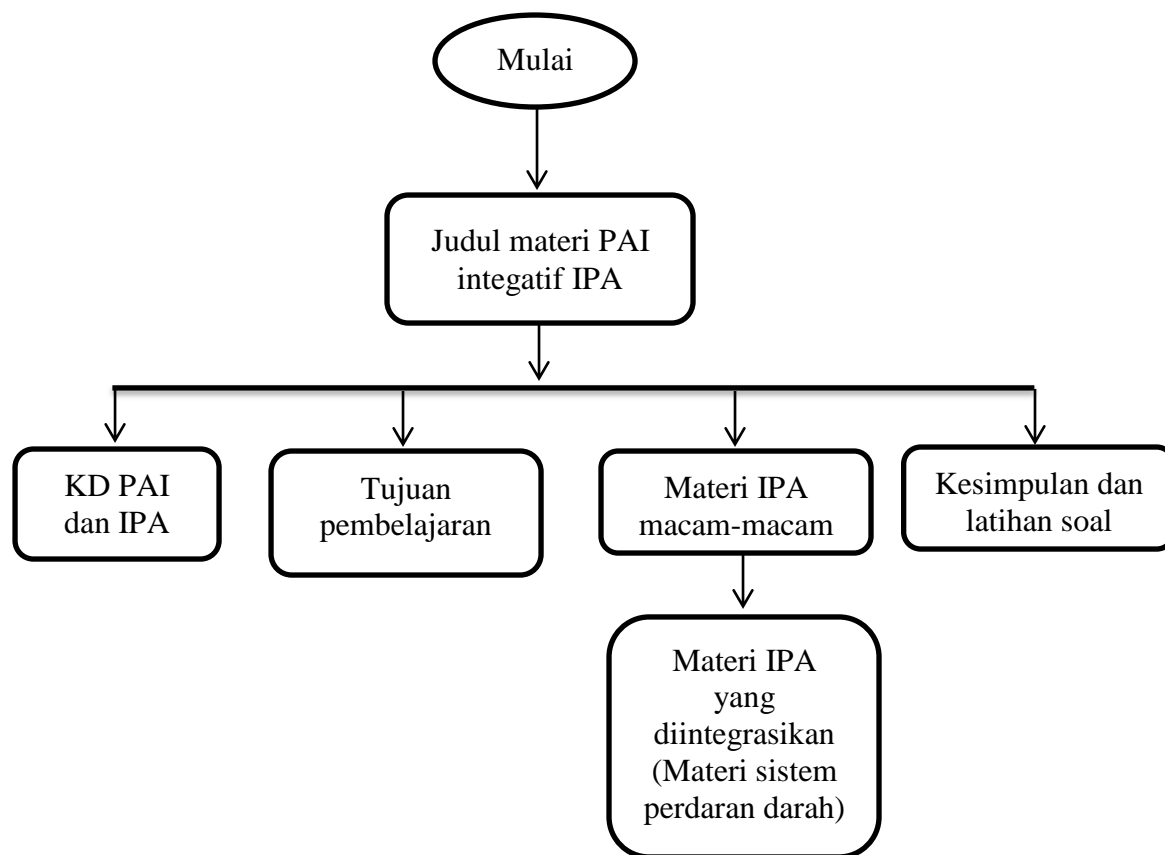 Mulai
Judul materi PAI
integatif IPA
KD PAI
dan IPA
Tujuan
pembelajaran
Materi IPA
macam-macam
Kesimpulan dan
latihan soal
Materi IPA
yang
diintegrasikan
(Materi sistem
perdaran darah)